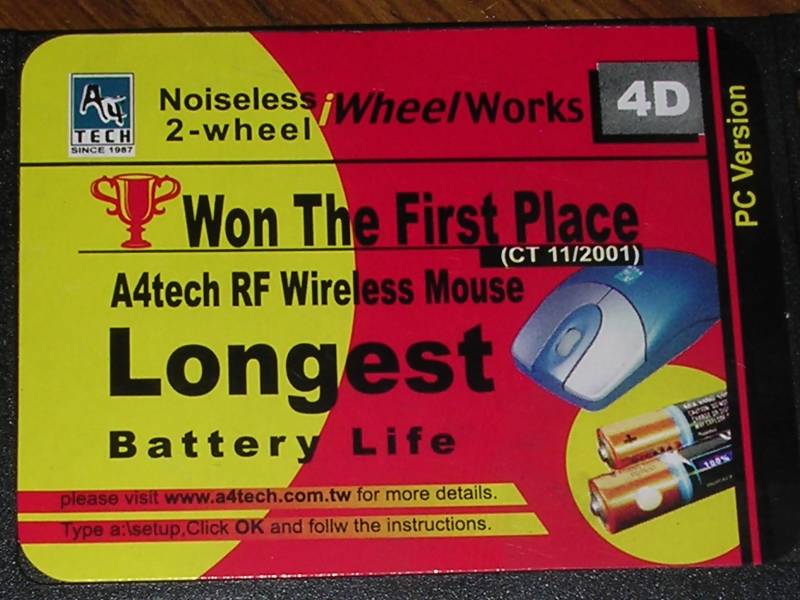 A4
TECH
SINCE 1987
Noiseless
2-wheel
iWheelWorks
4D
PC Version
Won The First Place
(CT 11/2001)
A4tech RF Wireless Mouse
Longest
Battery Life
please visit www.a4tech.com.tw for more details.
Type a:\setup,Click OK and follw the instructions.
+
100%